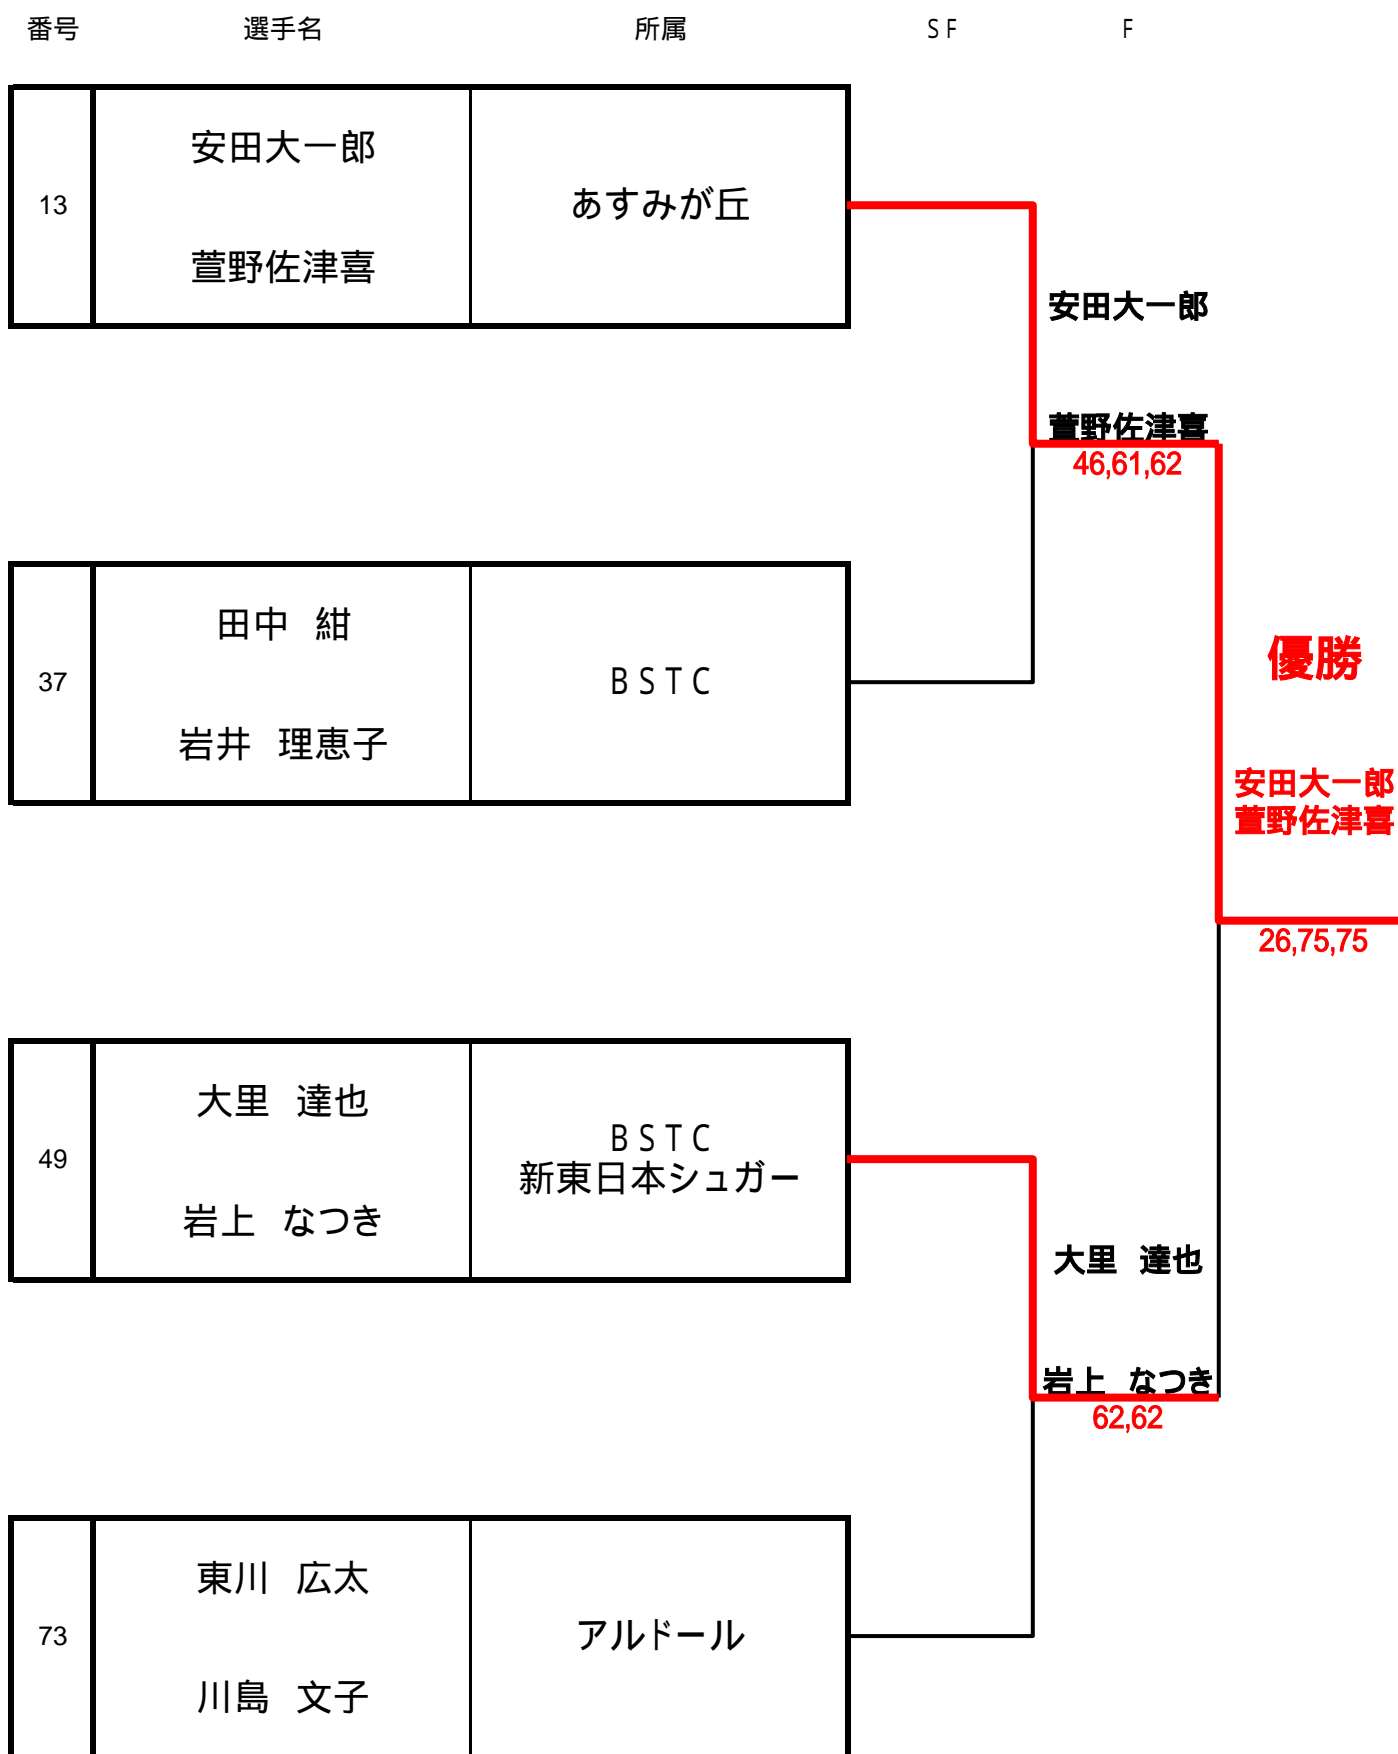 番号 選手名 所属 SF F
安田大一郎
13 あすみが丘
萱野佐津喜
安田大一郎
萱野佐津喜
46,61,62
田中 紺
37 BSTC
岩井 理恵子
優勝
安田大一郎
萱野佐津喜
26,75,75
大里 達也
49 BSTC
新東日本シュガー
岩上 なつき
大里 達也
岩上 なつき
62,62
東川 広太
73 アルドール
川島 文子